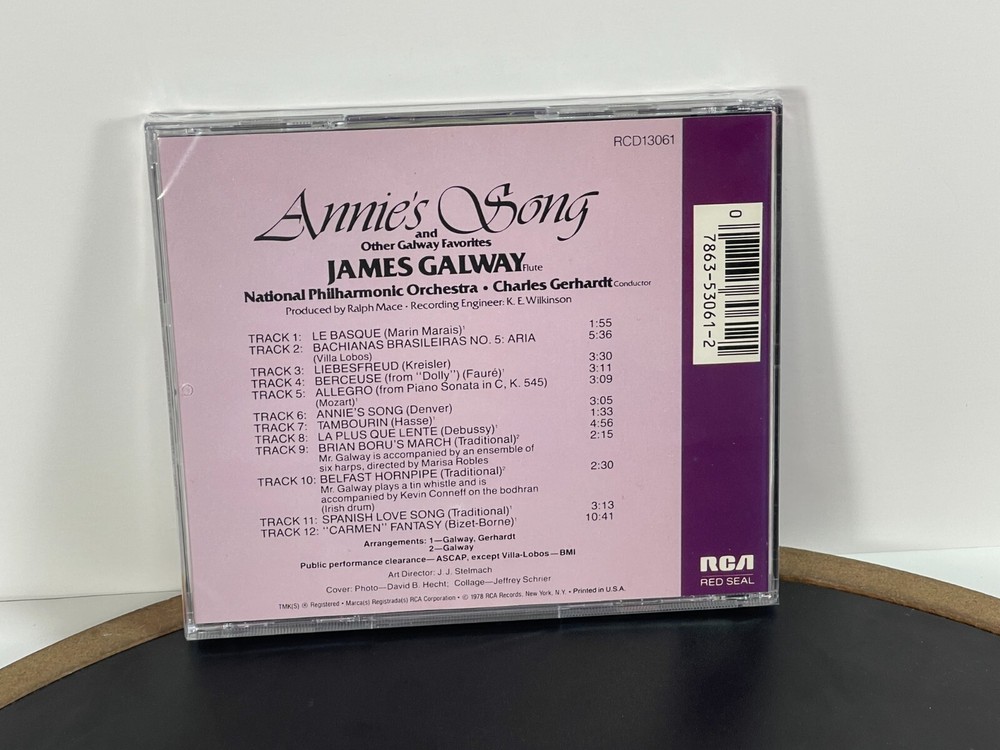 RCD13061
Annie's Song
and
Other Galway Favorites
JAMES GALWAY Flute
National Philharmonic Orchestra • Charles Gerhardt Conductor
Produced by Ralph Mace • Recording Engineer: K. E. Wilkinson
TRACK 1: LE BASQUE (Marin Marais)¹ 1:55
TRACK 2: BACHIANAS BRASILEIRAS NO. 5: ARIA 5:36
(Villa Lobos)
TRACK 3: LIEBESFREUD (Kreisler) 3:30
TRACK 4: BERCEUSE (from "Dolly") (Fauré)¹ 3:11
TRACK 5: ALLEGRO (from Piano Sonata in C, K. 545) 3:09
(Mozart)¹
TRACK 6: ANNIE'S SONG (Denver) 3:05
TRACK 7: TAMBOURIN (Hasse)¹ 1:33
TRACK 8: LA PLUS QUE LENTE (Debussy)¹ 4:56
TRACK 9: BRIAN BORU'S MARCH (Traditional)² 2:15
Mr. Galway is accompanied by an ensemble of
six harps, directed by Marisa Robles
TRACK 10: BELFAST HORNPIPE (Traditional)² 2:30
Mr. Galway plays a tin whistle and is
accompanied by Kevin Conneff on the bodhran
(Irish drum)
TRACK 11: SPANISH LOVE SONG (Traditional)¹ 3:13
TRACK 12: "CARMEN" FANTASY (Bizet-Borne)¹ 10:41
Arrangements: 1—Galway, Gerhardt
2—Galway
Public performance clearance—ASCAP, except Villa-Lobos—BMI
Art Director: J. J. Stelmach
Cover: Photo—David B. Hecht; Collage—Jeffrey Schrier
TMK(S) ® Registered • Marca(s) Registrada(s) RCA Corporation • © 1978 RCA Records, New York, N.Y. • Printed in U.S.A.
0 7863-53061-2
RCA
RED SEAL